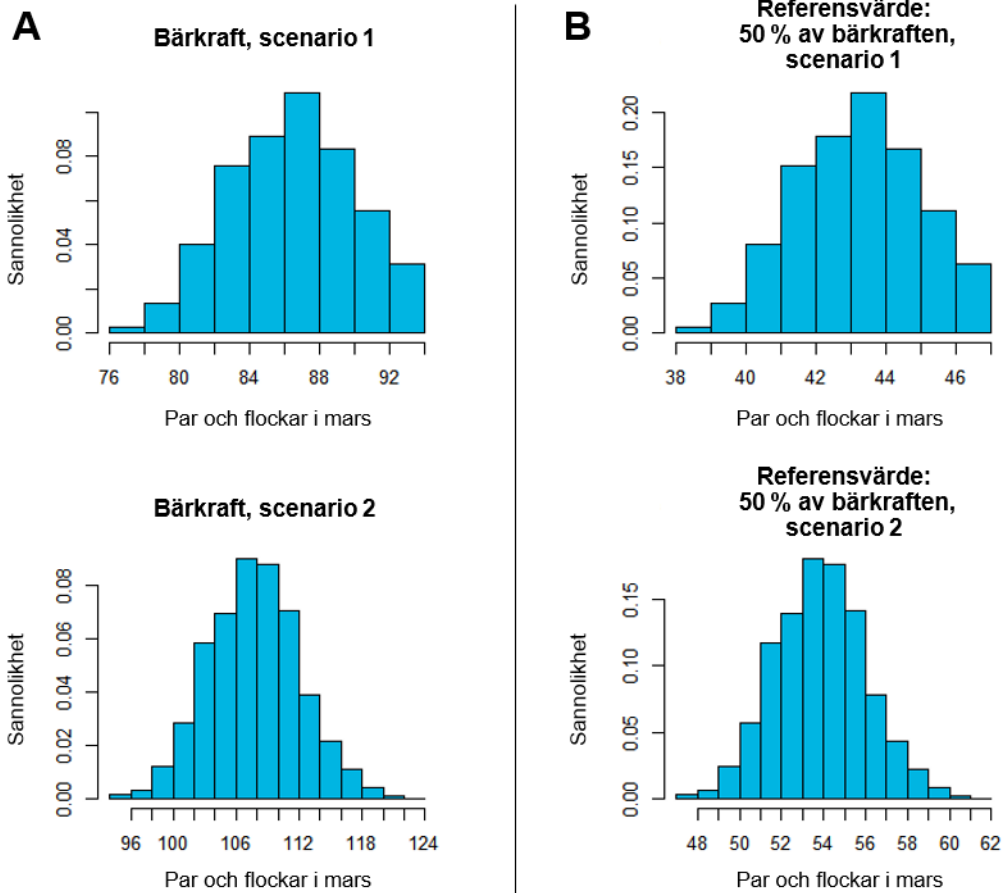 A
Bärkraft, scenario 1
Sannolikhet
0.00 0.04 0.08
76 80 84 88 92
Par och flockar i mars
B
Referensvärde:
50 % av bärkraften,
scenario 1
Sannolikhet
0.00 0.05 0.10 0.15 0.20
38 40 42 44 46
Par och flockar i mars
Bärkraft, scenario 2
Sannolikhet
0.00 0.02 0.04 0.06 0.08
96 100 106 112 118 124
Par och flockar i mars
Referensvärde:
50 % av bärkraften,
scenario 2
Sannolikhet
0.00 0.05 0.10 0.15
48 50 52 54 56 58 60 62
Par och flockar i mars